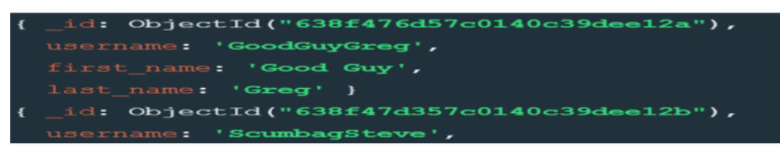 { _id: ObjectId("638f476d57c0140c39dee12a"),
username: 'GoodGuyGreg',
first_name: 'Good Guy',
last_name: 'Greg' }
{ _id: ObjectId("638f47d357c0140c39dee12b"),
username: 'ScumbagSteve',